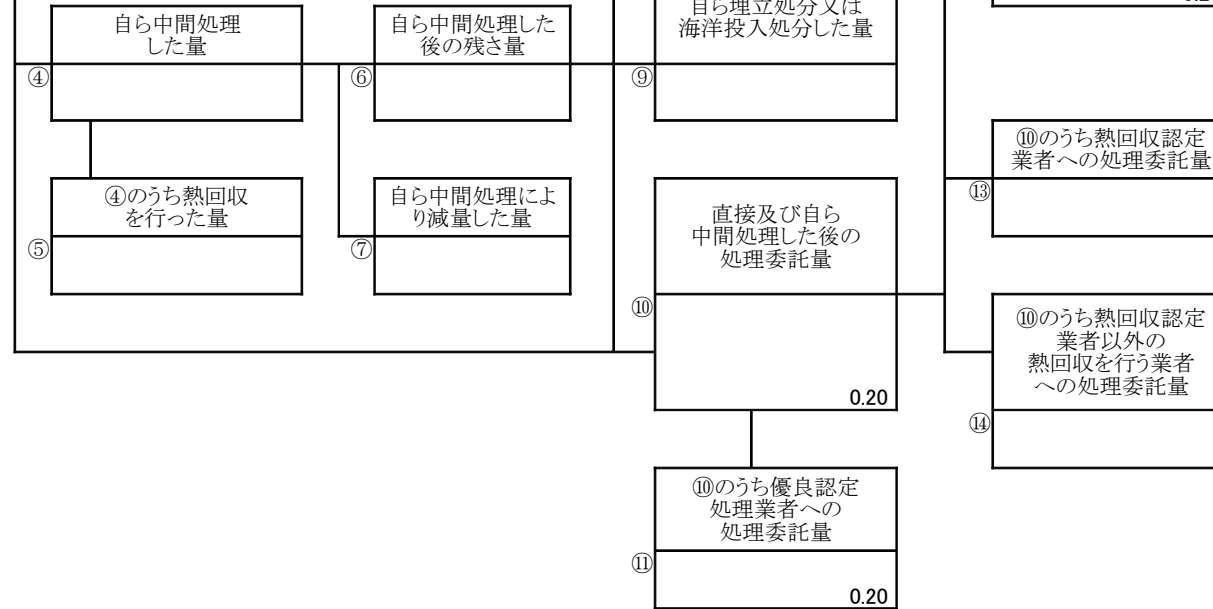 自ら中間処理
した量
④
自ら中間処理した
後の残さ量
⑥
自ら埋立処分又は
海洋投入処分した量
⑨
④のうち熱回収
を行った量
⑤
自ら中間処理によ
り減量した量
⑦
直接及び自ら
中間処理した後の
処理委託量
⑩
0.20
⑩のうち優良認定
処理業者への
処理委託量
⑪
0.20
⑩のうち熱回収認定
業者への処理委託量
⑬
⑩のうち熱回収認定
業者以外の
熱回収を行う業者
への処理委託量
⑭